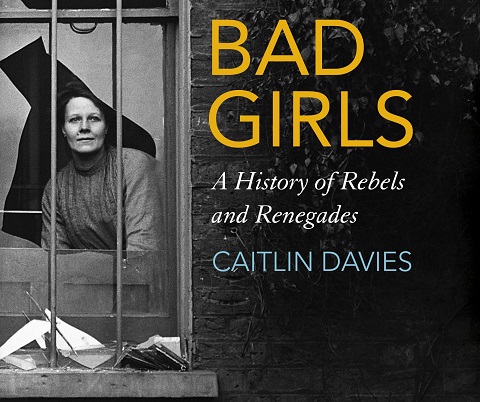 BAD
GIRLS
A History of Rebels
and Renegades
CAITLIN DAVIES